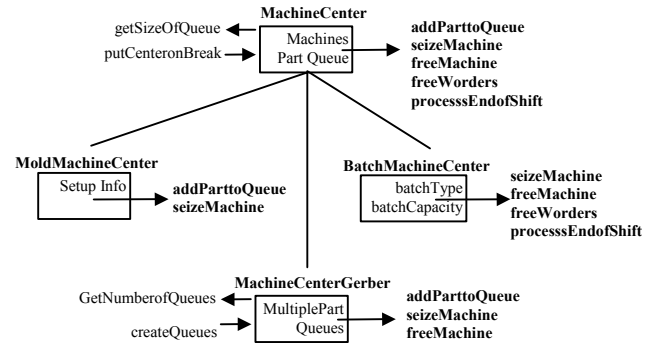 MachineCenter
getSizeOfQueue
putCenteronBreak
Machines
Part Queue
addParttoQueue
seizeMachine
freeMachine
freeWorders
processsEndofShift
MoldMachineCenter
Setup Info
addParttoQueue
seizeMachine
BatchMachineCenter
batchType
batchCapacity
seizeMachine
freeMachine
freeWorders
processsEndofShift
MachineCenterGerber
GetNumberofQueues
createQueues
MultiplePart
Queues
addParttoQueue
seizeMachine
freeMachine